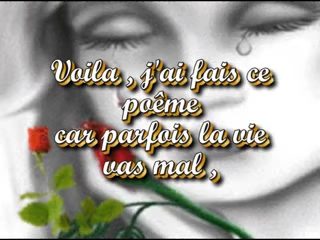 Voila , j'ai fais ce
poême
car parfois la vie
vas mal ,